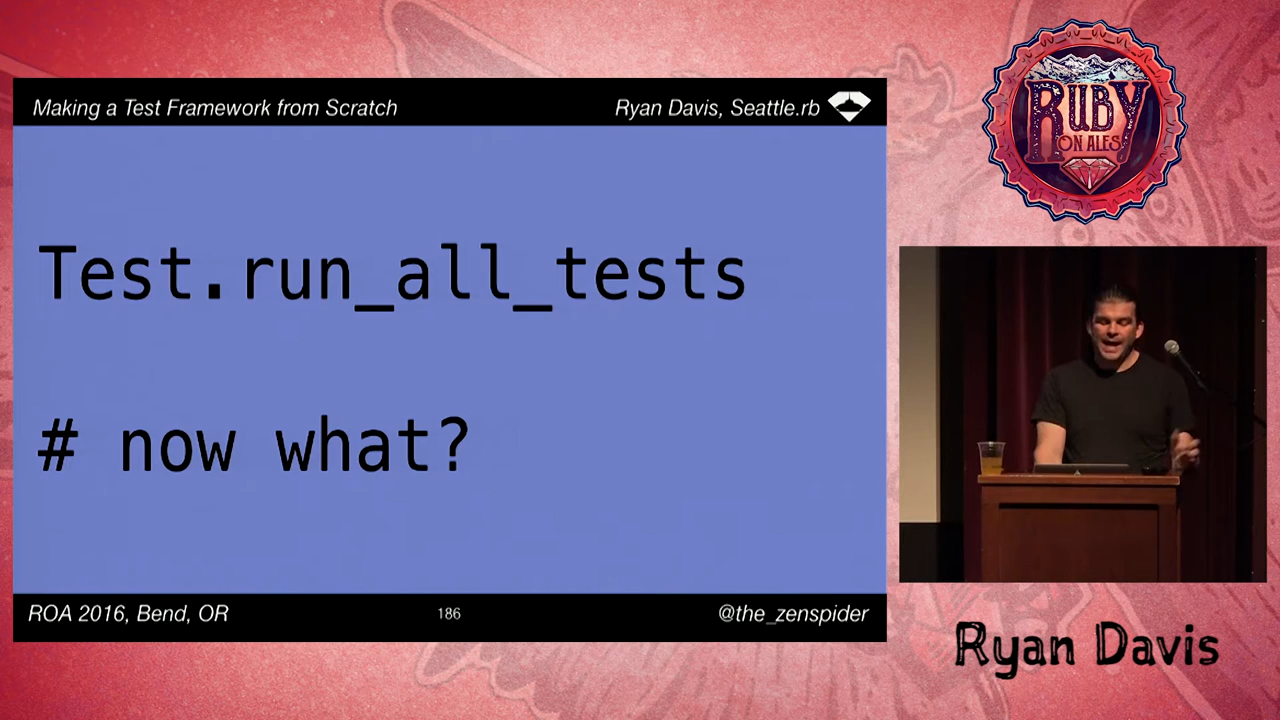 Making a Test Framework from Scratch
Ryan Davis, Seattle.rb
Test.run_all_tests
# now what?
ROA 2016, Bend, OR
186
@the_zenspider
RUBY
ON ALES
Ryan Davis